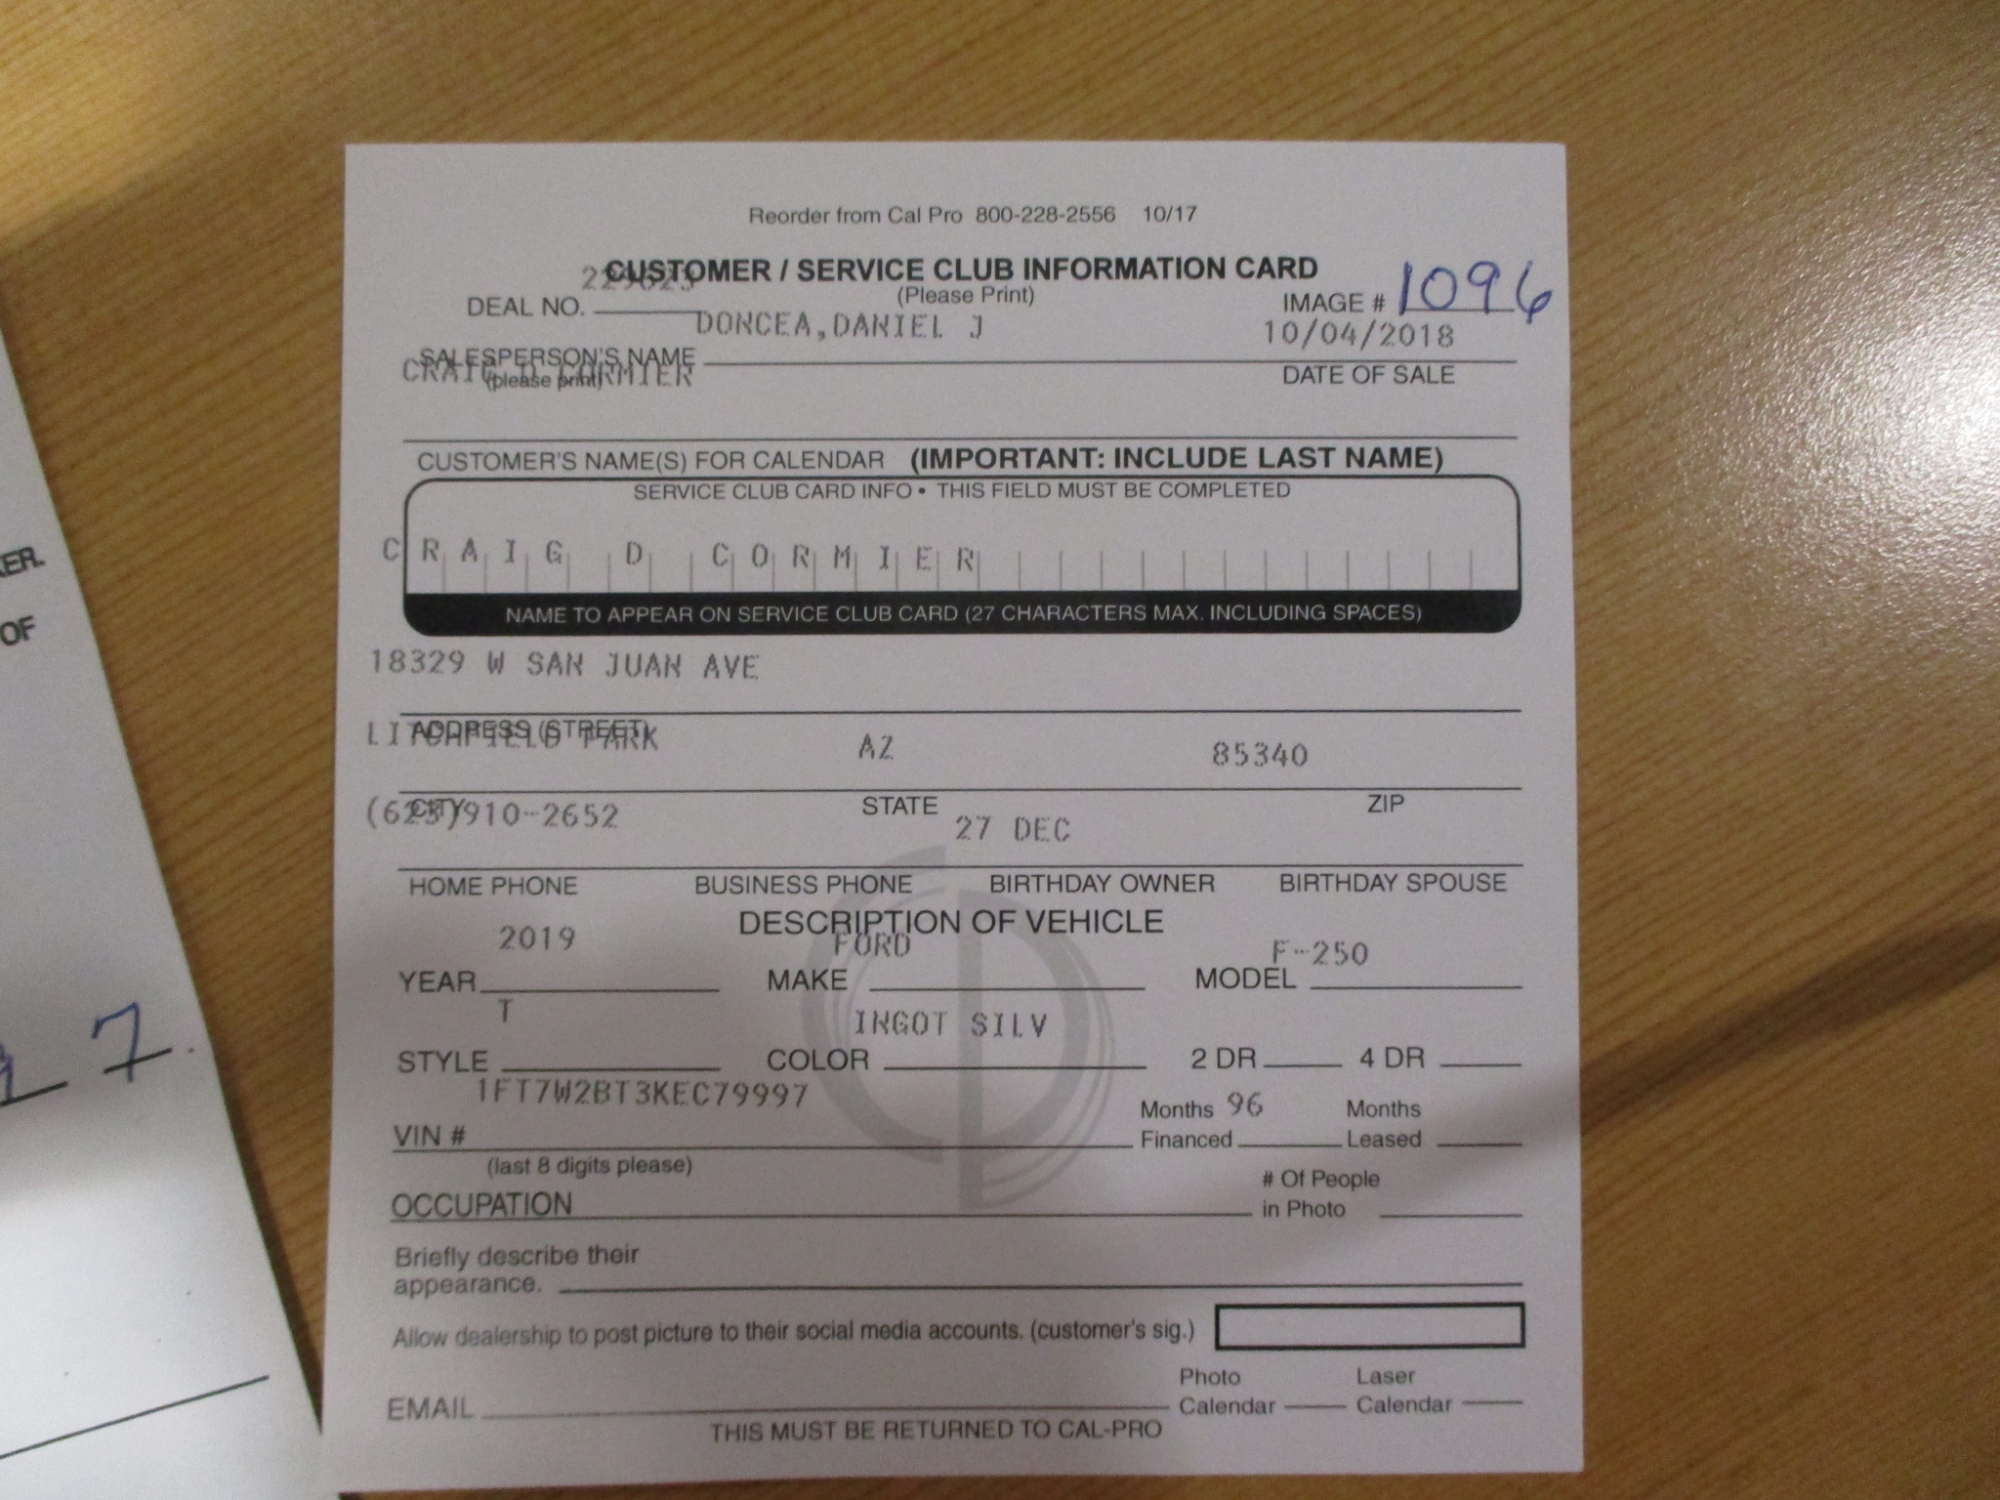 Reorder from Cal Pro 800-228-2556 10/17
CUSTOMER / SERVICE CLUB INFORMATION CARD
(Please Print)
DEAL NO.
IMAGE # 1096
DONCEA,DANIEL J
10/04/2018
SALESPERSON'S NAME
(please print)
DATE OF SALE
CRAIG D CORMIER
CUSTOMER'S NAME(S) FOR CALENDAR (IMPORTANT: INCLUDE LAST NAME)
SERVICE CLUB CARD INFO • THIS FIELD MUST BE COMPLETED
CRAIG D CORMIER
NAME TO APPEAR ON SERVICE CLUB CARD (27 CHARACTERS MAX. INCLUDING SPACES)
18329 W SAN JUAN AVE
ADDRESS (STREET)
LITCHFIELD PARK AZ 85340
CITY STATE ZIP
(623)910-2652 27 DEC
HOME PHONE BUSINESS PHONE BIRTHDAY OWNER BIRTHDAY SPOUSE
DESCRIPTION OF VEHICLE
2019 FORD F-250
YEAR MAKE MODEL
T INGOT SILV
STYLE COLOR 2 DR 4 DR
1FT7W2BT3KEC79997
VIN #
(last 8 digits please)
Months 96
Financed
Months
Leased
OCCUPATION
# Of People
in Photo
Briefly describe their
appearance.
Allow dealership to post picture to their social media accounts. (customer's sig.)
EMAIL
Photo
Calendar
Laser
Calendar
THIS MUST BE RETURNED TO CAL-PRO
OF
7.